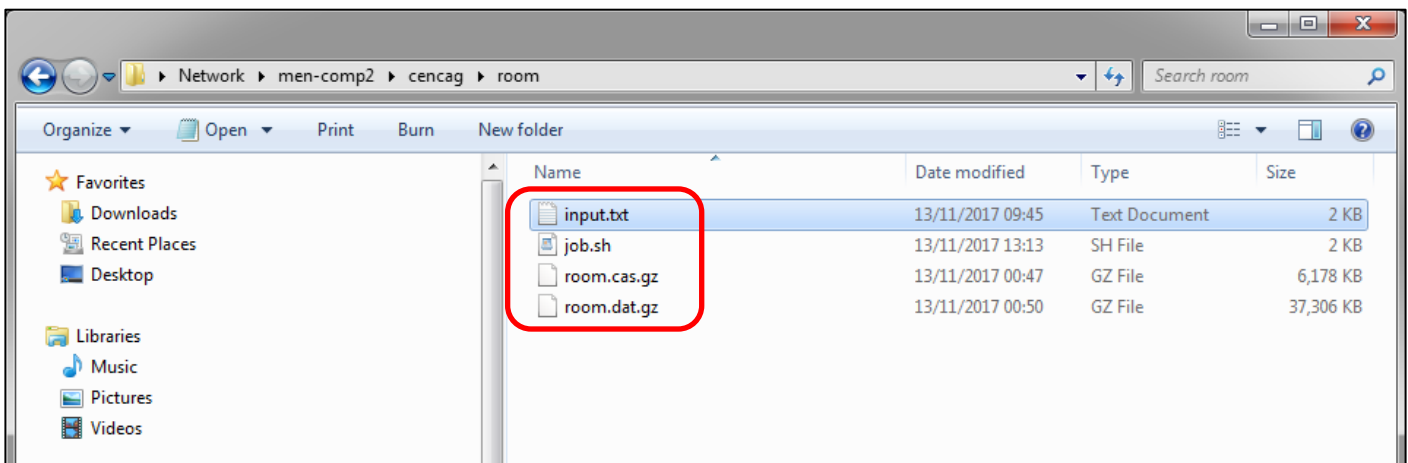 Network ▸ men-comp2 ▸ cencag ▸ room
Search room
Organize Open Print Burn New folder
Name Date modified Type Size
Favorites
Downloads
Recent Places
Desktop
Libraries
Music
Pictures
Videos
input.txt 13/11/2017 09:45 Text Document 2 KB
job.sh 13/11/2017 13:13 SH File 2 KB
room.cas.gz 13/11/2017 00:47 GZ File 6,178 KB
room.dat.gz 13/11/2017 00:50 GZ File 37,306 KB